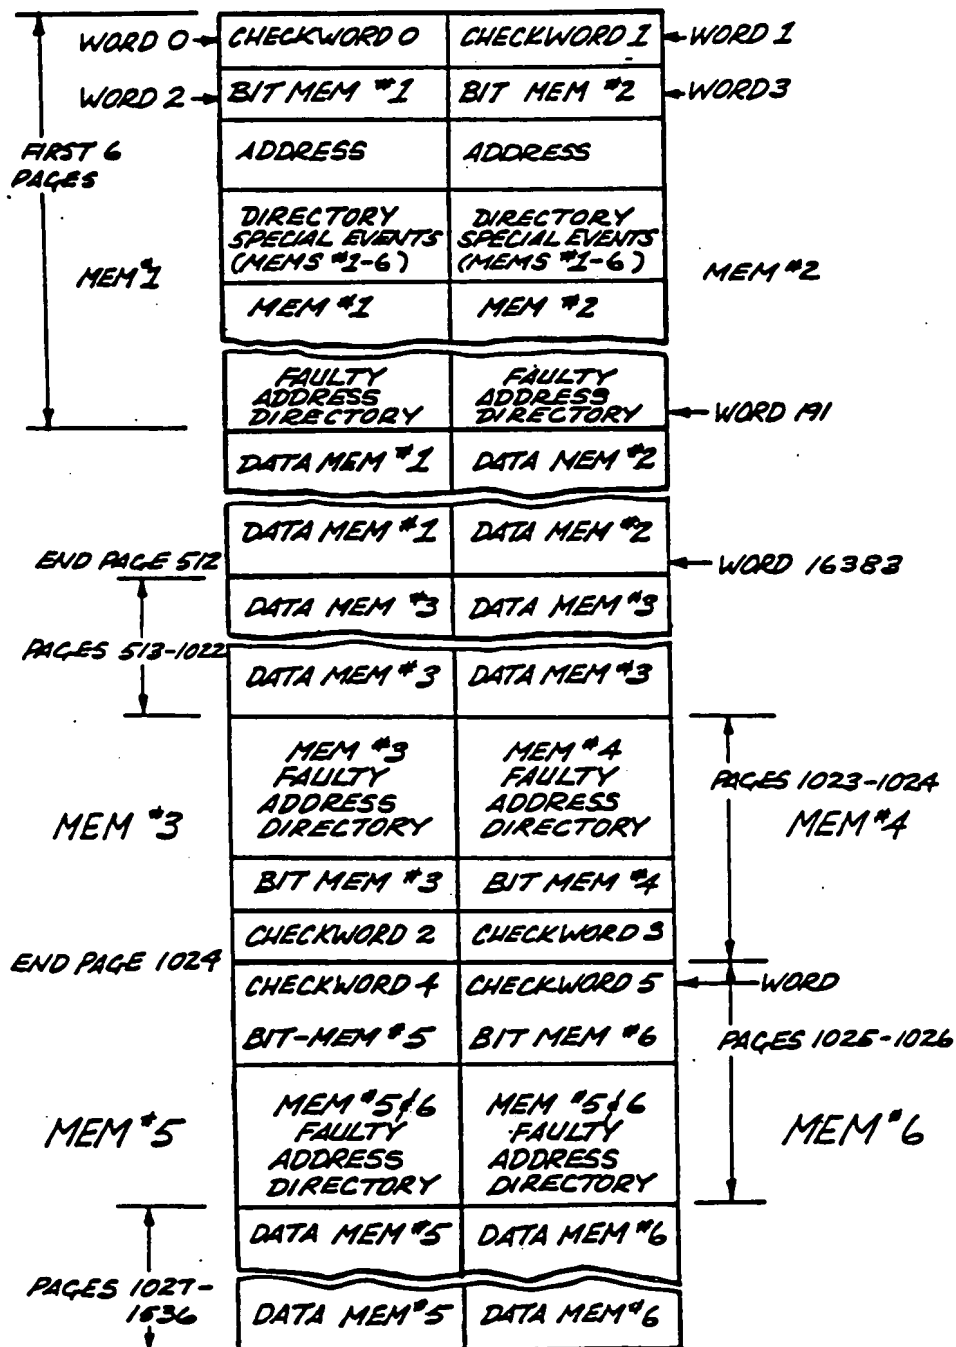 WORD 0 CHECKWORD 0 CHECKWORD 1 WORD 1
WORD 2 BIT MEM #1 BIT MEM #2 WORD 3
FIRST 6
PAGES
ADDRESS ADDRESS
DIRECTORY
SPECIAL EVENTS
(MEMS #1-6)
DIRECTORY
SPECIAL EVENTS
(MEMS #1-6)
MEM #1
MEM #2
MEM #1 MEM #2
FAULTY
ADDRESS
DIRECTORY
FAULTY
ADDRESS
DIRECTORY
WORD 191
DATA MEM #1 DATA MEM #2
DATA MEM #1 DATA MEM #2
END PAGE 512
WORD 16383
DATA MEM #3 DATA MEM #3
PAGES 513-1022
DATA MEM #3 DATA MEM #3
MEM #3
FAULTY
ADDRESS
DIRECTORY
MEM #4
FAULTY
ADDRESS
DIRECTORY
PAGES 1023-1024
MEM #3
MEM #4
BIT MEM #3 BIT MEM #4
CHECKWORD 2 CHECKWORD 3
END PAGE 1024
CHECKWORD 4 CHECKWORD 5 WORD
BIT-MEM #5 BIT MEM #6
PAGES 1025-1026
MEM #5&6
FAULTY
ADDRESS
DIRECTORY
MEM #5&6
FAULTY
ADDRESS
DIRECTORY
MEM #5
MEM #6
DATA MEM #5 DATA MEM #6
PAGES 1027-
1536
DATA MEM #5 DATA MEM #6